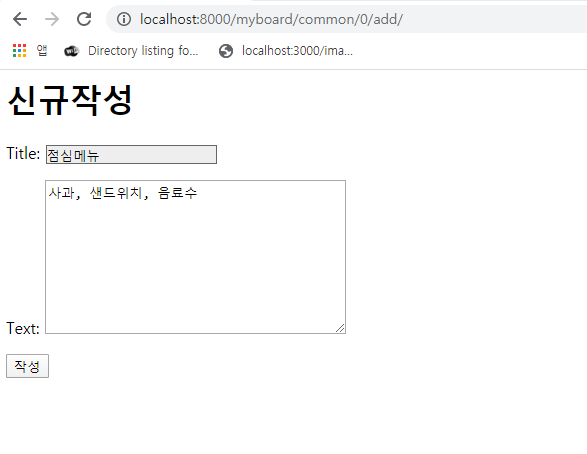 localhost:8000/myboard/common/0/add/
앱 Directory listing fo... localhost:3000/ima...
신규작성
Title: 점심메뉴
사과, 샌드위치, 음료수
Text:
작성